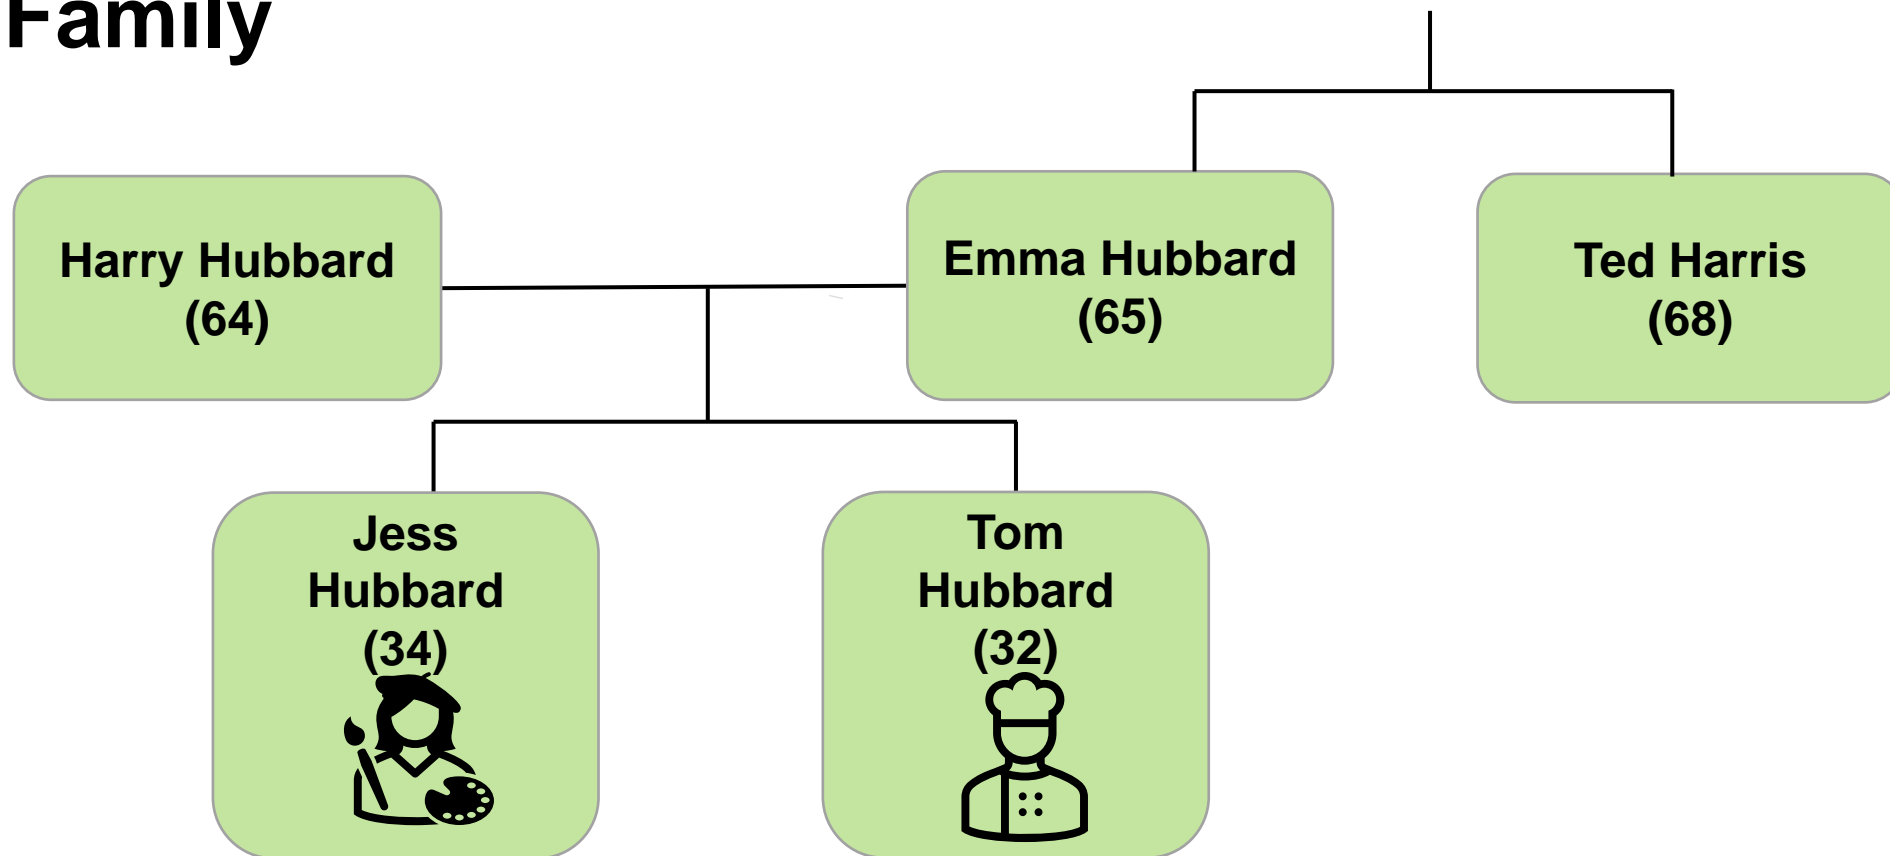 Family
Harry Hubbard
(64)
Emma Hubbard
(65)
Ted Harris
(68)
Jess
Hubbard
(34)
Tom
Hubbard
(32)